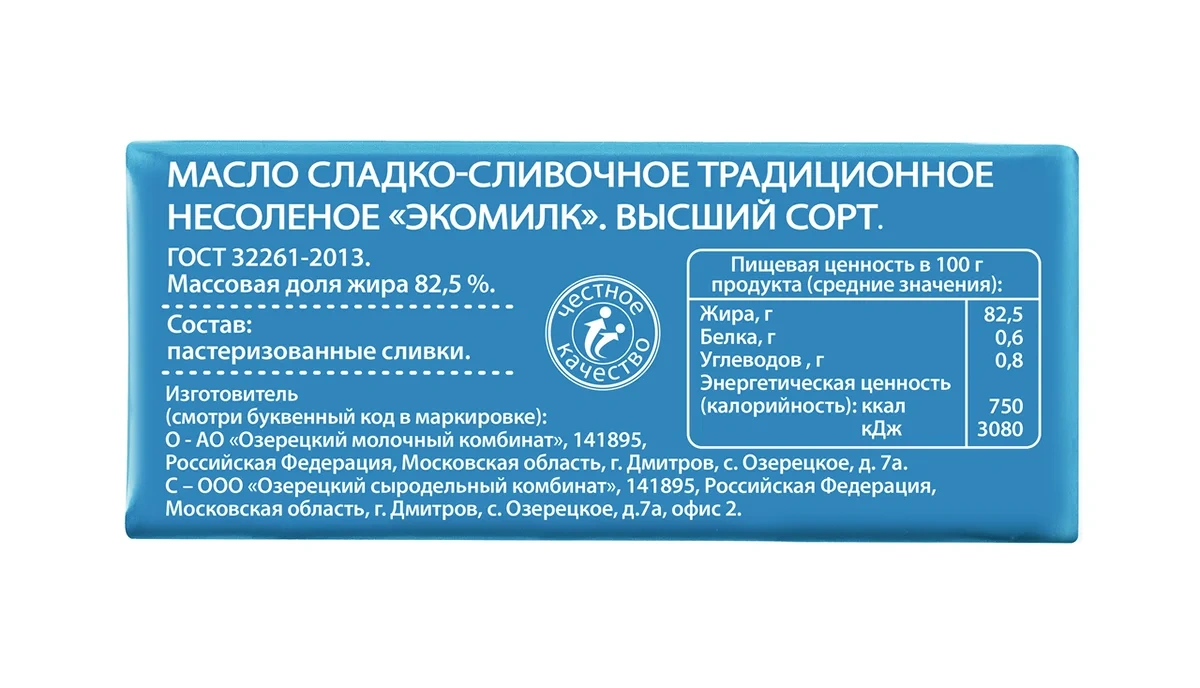 МАСЛО СЛАДКО-СЛИВОЧНОЕ ТРАДИЦИОННОЕ
НЕСОЛЕНОЕ «ЭКОМИЛК». ВЫСШИЙ СОРТ.
ГОСТ 32261-2013.
Массовая доля жира 82,5 %.
Состав:
пастеризованные сливки.
честное
качество
Пищевая ценность в 100 г
продукта (средние значения):
Жира, г 82,5
Белка, г 0,6
Углеводов , г 0,8
Энергетическая ценность
(калорийность): ккал 750
кДж 3080
Изготовитель
(смотри буквенный код в маркировке):
О - АО «Озерецкий молочный комбинат», 141895,
Российская Федерация, Московская область, г. Дмитров, с. Озерецкое, д. 7а.
С – ООО «Озерецкий сыродельный комбинат», 141895, Российская Федерация,
Московская область, г. Дмитров, с. Озерецкое, д.7а, офис 2.